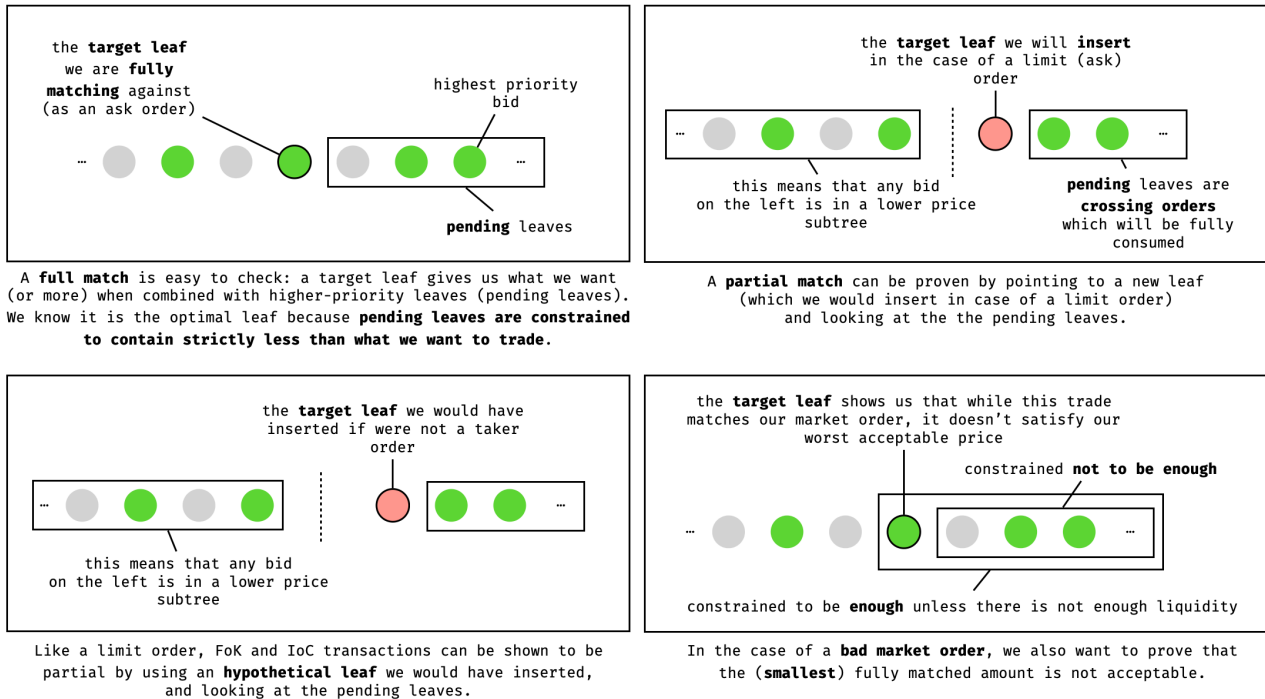 the target leaf
we are fully
matching against
(as an ask order)
highest priority
bid
…
…
pending leaves
A full match is easy to check: a target leaf gives us what we want
(or more) when combined with higher-priority leaves (pending leaves).
We know it is the optimal leaf because pending leaves are constrained
to contain strictly less than what we want to trade.
the target leaf we will insert
in the case of a limit (ask)
order
…
…
this means that any bid
on the left is in a lower price
subtree
pending leaves are
crossing orders
which will be fully
consumed
A partial match can be proven by pointing to a new leaf
(which we would insert in case of a limit order)
and looking at the the pending leaves.
the target leaf we would have
inserted if were not a taker
order
…
…
this means that any bid
on the left is in a lower price
subtree
Like a limit order, FoK and IoC transactions can be shown to be
partial by using an hypothetical leaf we would have inserted,
and looking at the pending leaves.
the target leaf shows us that while this trade
matches our market order, it doesn't satisfy our
worst acceptable price
constrained not to be enough
…
…
constrained to be enough unless there is not enough liquidity
In the case of a bad market order, we also want to prove that
the (smallest) fully matched amount is not acceptable.